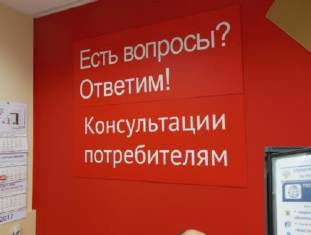 Есть вопросы?
Ответим!
Консультации
потребителям